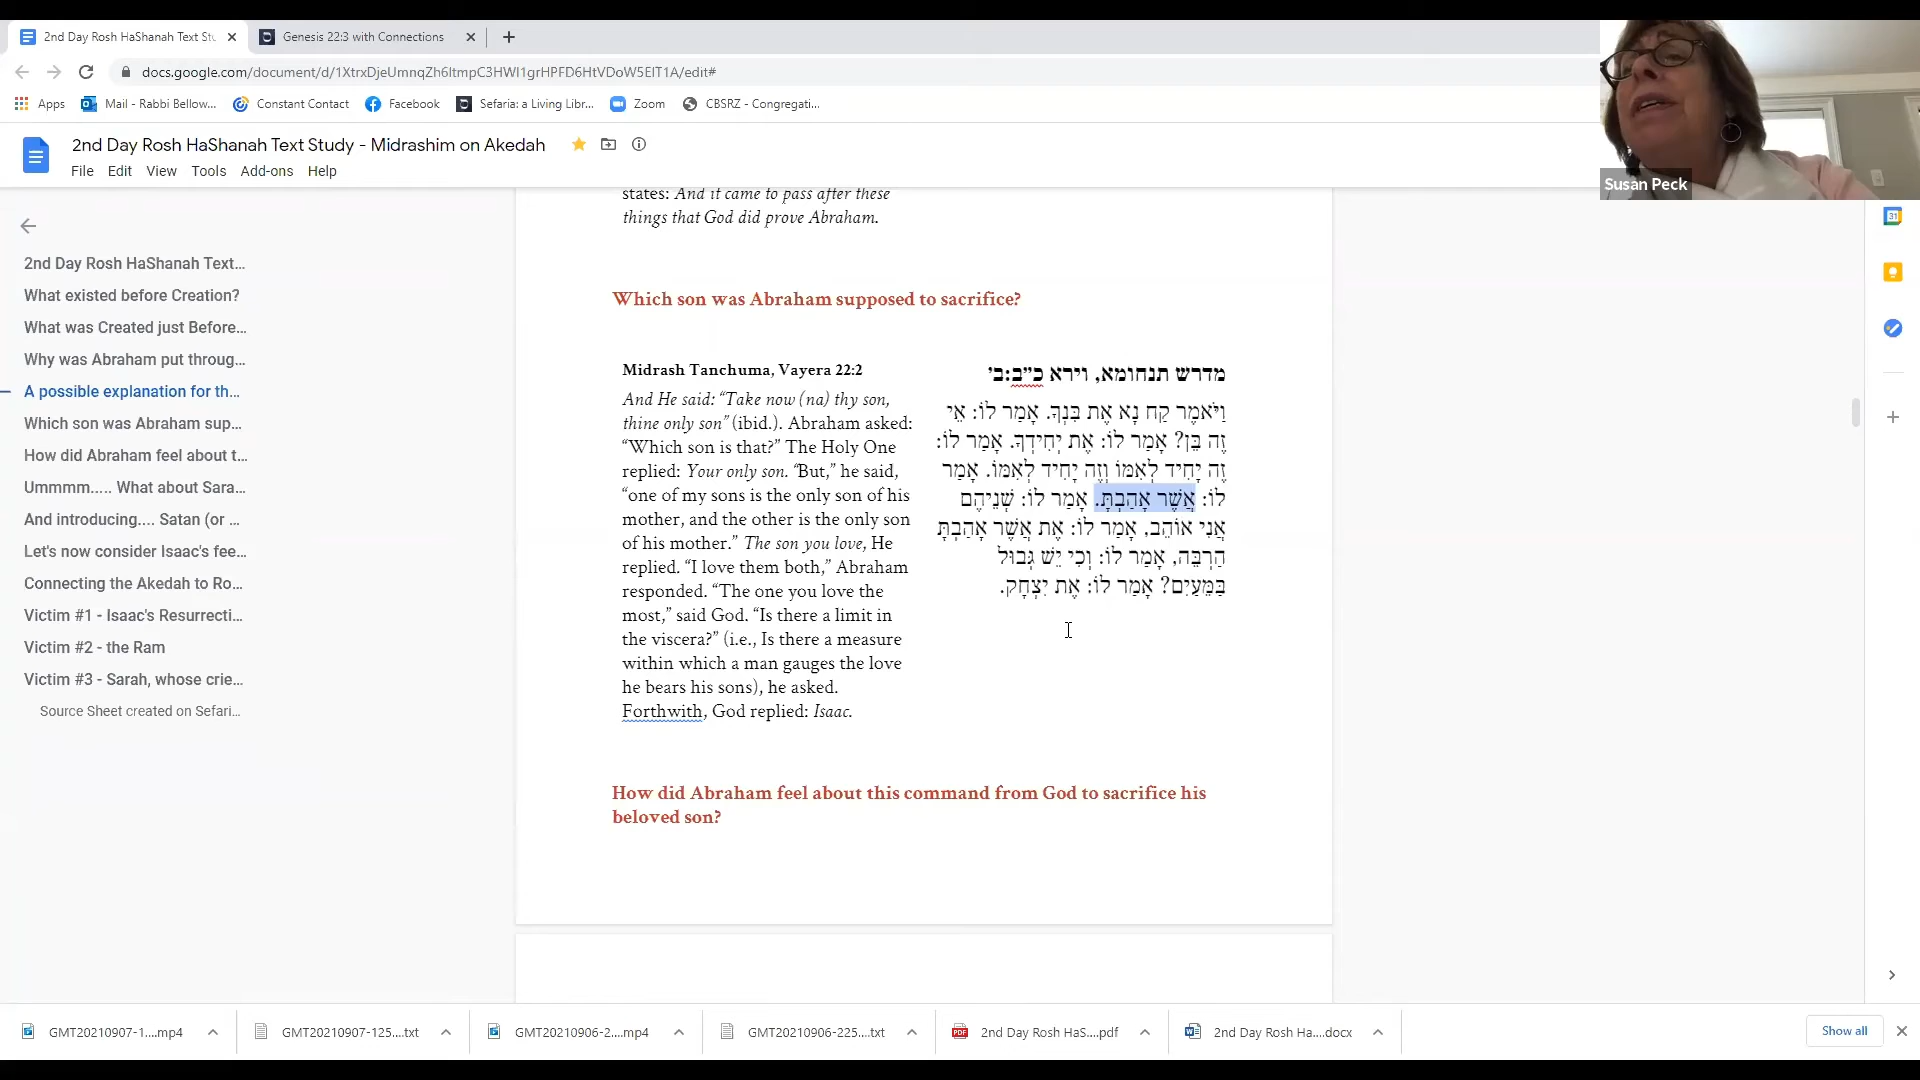 2nd Day Rosh HaShanah Text Stu
Genesis 22:3 with Connections
docs.google.com/document/d/1XtrxDjeUmnqZh6ItmpC3HWI1grHPFD6HtVDoW5EIT1A/edit#
Apps
Mail - Rabbi Bellow...
Constant Contact
Facebook
Sefaria: a Living Libr...
Zoom
CBSRZ - Congregati...
2nd Day Rosh HaShanah Text Study - Midrashim on Akedah
File Edit View Tools Add-ons Help
Susan Peck
2nd Day Rosh HaShanah Text...
What existed before Creation?
What was Created just Before...
Why was Abraham put throug...
A possible explanation for th...
Which son was Abraham sup...
How did Abraham feel about t...
Ummmm..... What about Sara...
And introducing.... Satan (or ...
Let's now consider Isaac's fee...
Connecting the Akedah to Ro...
Victim #1 - Isaac's Resurrecti...
Victim #2 - the Ram
Victim #3 - Sarah, whose crie...
Source Sheet created on Sefari...
states: And it came to pass after these
things that God did prove Abraham.
Which son was Abraham supposed to sacrifice?
Midrash Tanchuma, Vayera 22:2
And He said: “Take now (na) thy son,
thine only son” (ibid.). Abraham asked:
“Which son is that?” The Holy One
replied: Your only son. “But,” he said,
“one of my sons is the only son of his
mother, and the other is the only son
of his mother.” The son you love, He
replied. “I love them both,” Abraham
responded. “The one you love the
most,” said God. “Is there a limit in
the viscera?” (i.e., Is there a measure
within which a man gauges the love
he bears his sons), he asked.
Forthwith, God replied: Isaac.
מדרש תנחומא, וירא כ״ב:ב׳
וַיֹּאמֶר קַח נָא אֶת בִּנְךָ. אָמַר לוֹ: אֵי
זֶה בֵּן? אָמַר לוֹ: אֶת יְחִידְךָ. אָמַר לוֹ:
זֶה יָחִיד לְאִמּוֹ וְזֶה יָחִיד לְאִמּוֹ. אָמַר
לוֹ: אֲשֶׁר אָהַבְתָּ. אָמַר לוֹ: שְׁנֵיהֶם
אֲנִי אוֹהֵב, אָמַר לוֹ: אֶת אֲשֶׁר אָהַבְתָּ
הַרְבֵּה, אָמַר לוֹ: וְכִי יֵשׁ גְּבוּל
בַּמֵּעַיִם? אָמַר לוֹ: אֶת יִצְחָק.
How did Abraham feel about this command from God to sacrifice his
beloved son?
31
GMT20210907-1....mp4
GMT20210907-125....txt
GMT20210906-2....mp4
GMT20210906-225....txt
2nd Day Rosh HaS....pdf
2nd Day Rosh Ha....docx
Show all